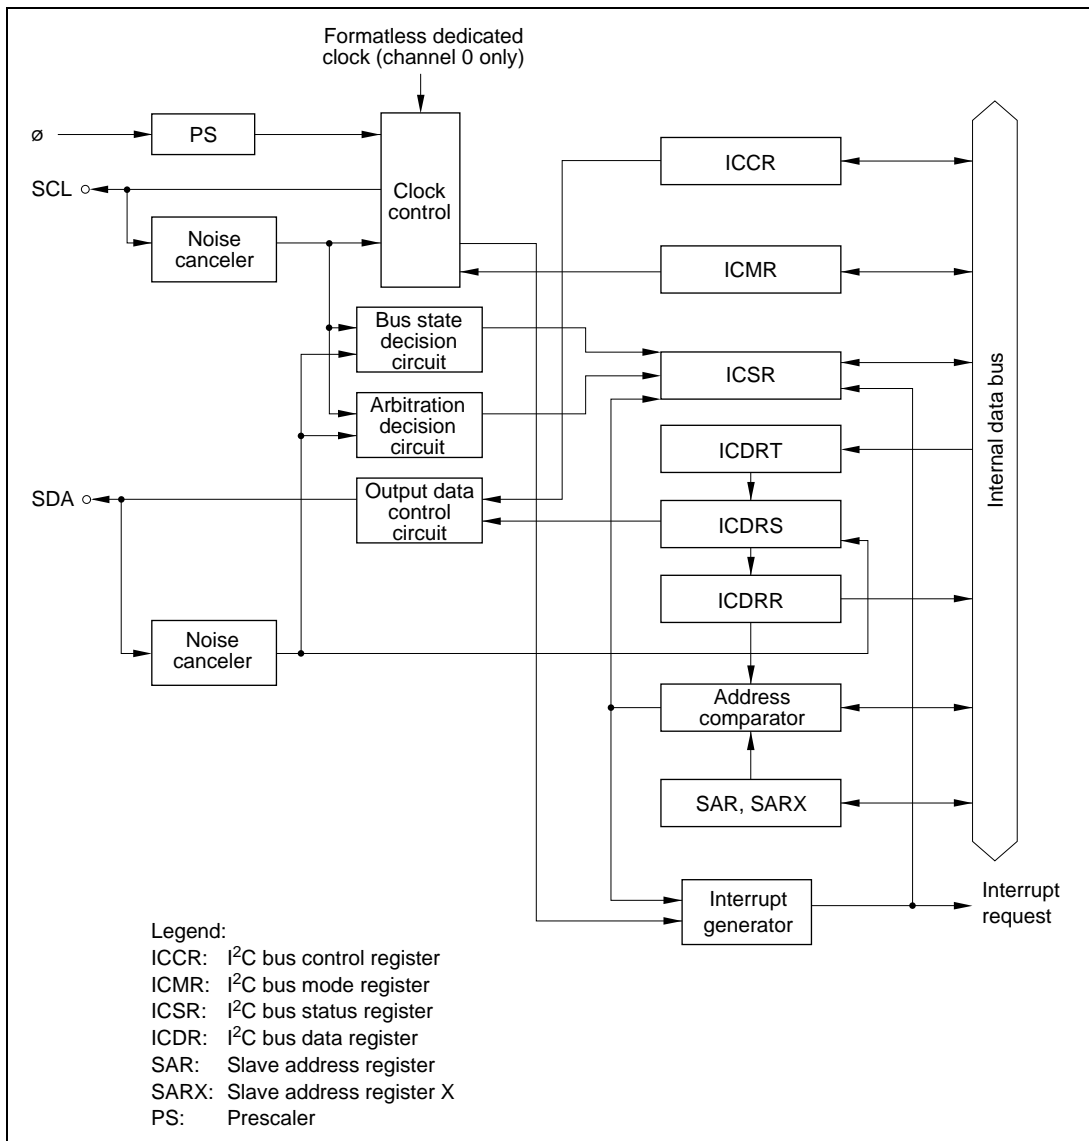 Formatless dedicated
clock (channel 0 only)
ø
PS
SCL
Clock
control
Noise
canceler
ICCR
ICMR
Bus state
decision
circuit
ICSR
Arbitration
decision
circuit
ICDRT
SDA
Output data
control
circuit
ICDRS
ICDRR
Noise
canceler
Address
comparator
SAR, SARX
Internal data bus
Interrupt
generator
Interrupt
request
Legend:
ICCR: I²C bus control register
ICMR: I²C bus mode register
ICSR: I²C bus status register
ICDR: I²C bus data register
SAR: Slave address register
SARX: Slave address register X
PS: Prescaler